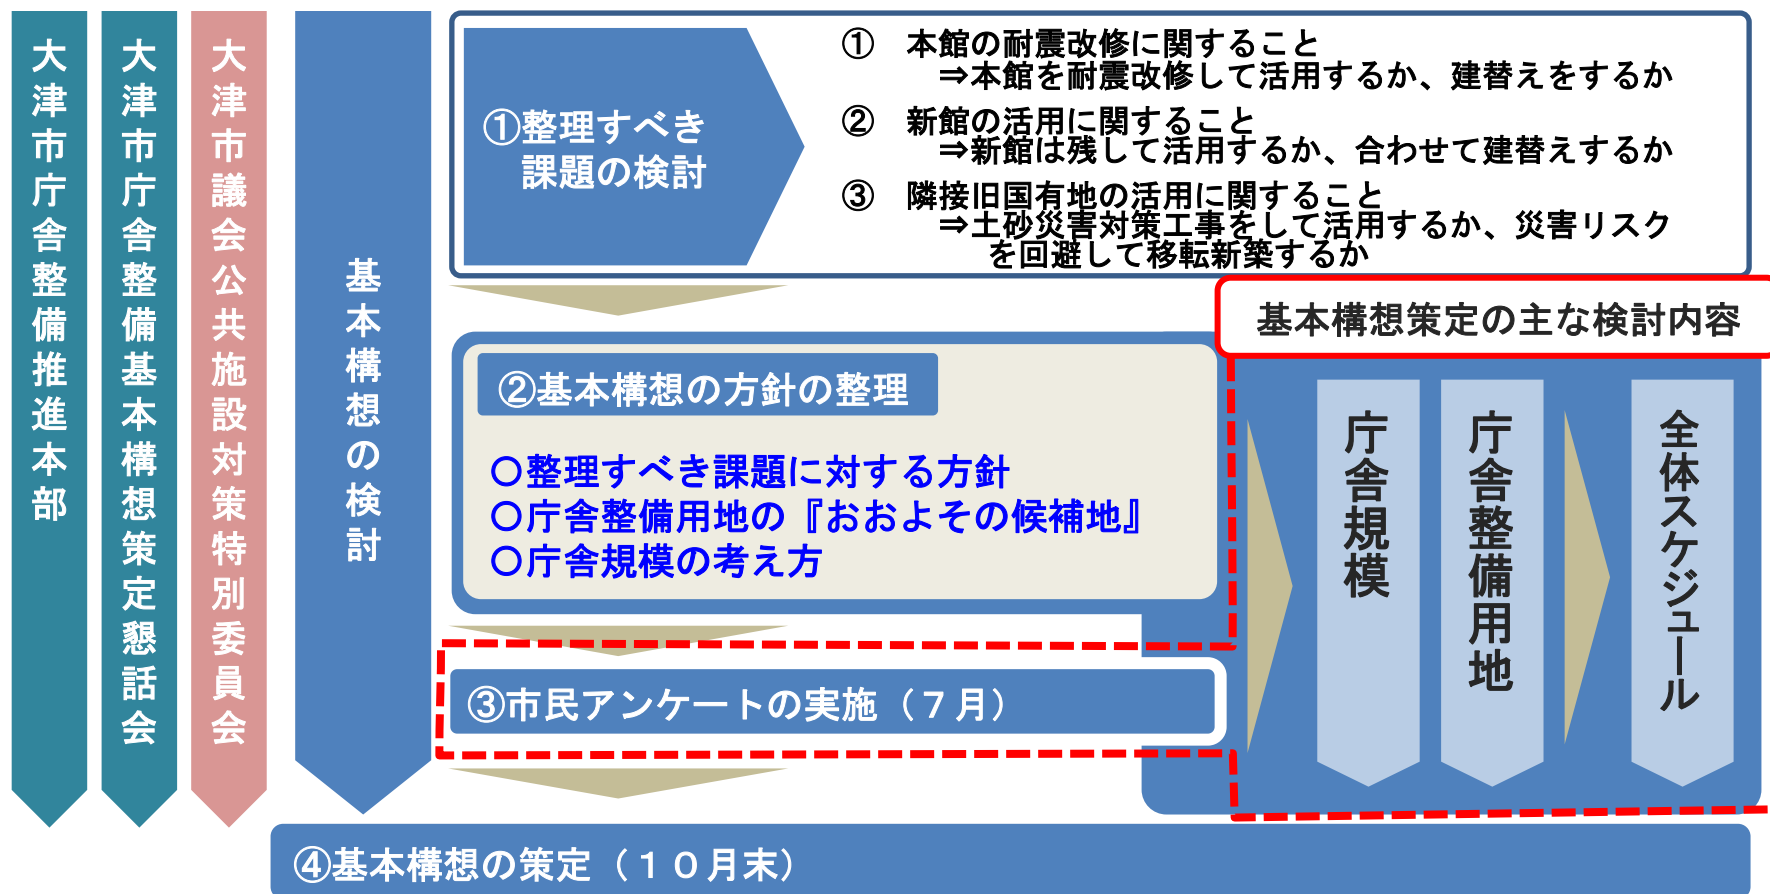 大津市庁舎整備推進本部
大津市庁舎整備基本構想策定懇話会
大津市議会公共施設対策特別委員会
基本構想の検討
①整理すべき
課題の検討
① 本館の耐震改修に関すること
⇒本館を耐震改修して活用するか、建替えをするか
② 新館の活用に関すること
⇒新館は残して活用するか、合わせて建替えするか
③ 隣接旧国有地の活用に関すること
⇒土砂災害対策工事をして活用するか、災害リスク
を回避して移転新築するか
基本構想策定の主な検討内容
②基本構想の方針の整理
〇整理すべき課題に対する方針
〇庁舎整備用地の『おおよその候補地』
〇庁舎規模の考え方
庁舎規模
庁舎整備用地
全体スケジュール
③市民アンケートの実施（７月）
④基本構想の策定（１０月末）